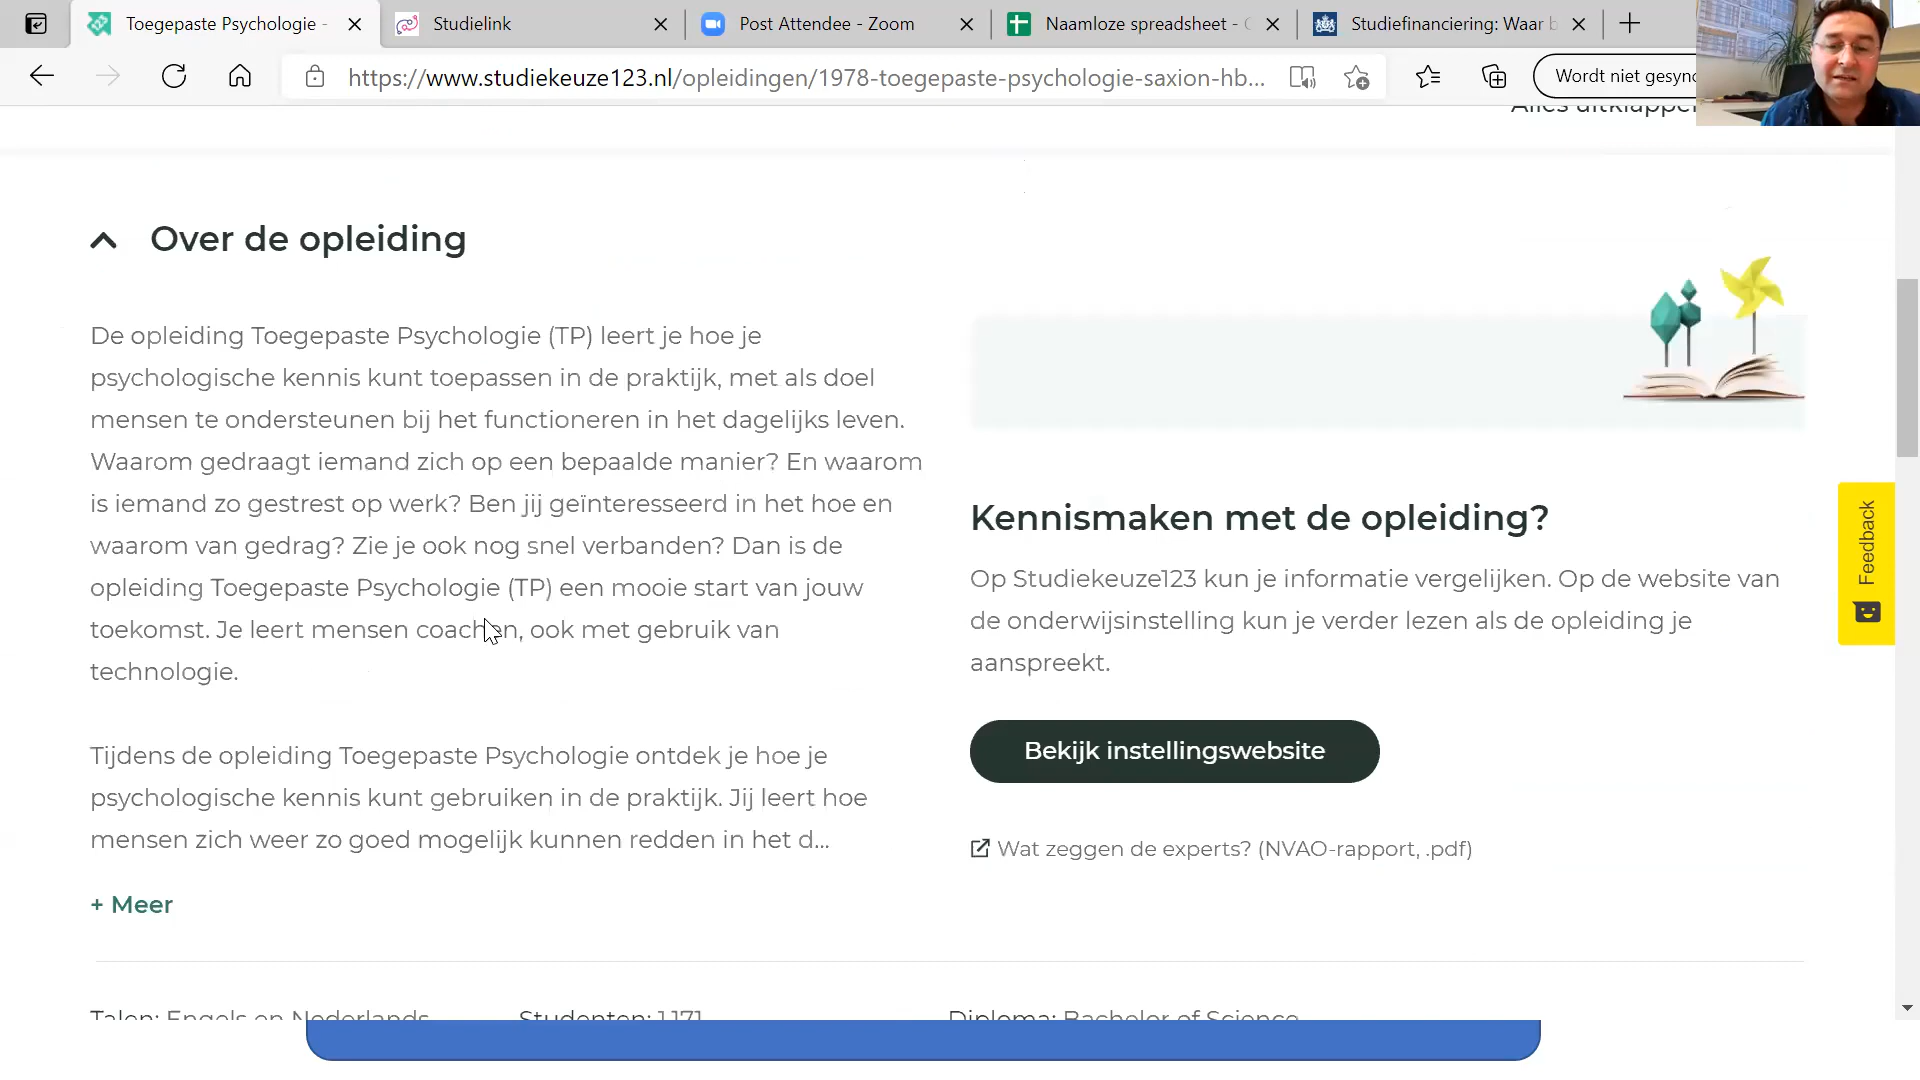 Toegepaste Psychologie -
Studielink
Post Attendee - Zoom
Naamloze spreadsheet -
Studiefinanciering: Waar
https://www.studiekeuze123.nl/opleidingen/1978-toegepaste-psychologie-saxion-hb...
Wordt niet
Alles
Over de opleiding
De opleiding Toegepaste Psychologie (TP) leert je hoe je
psychologische kennis kunt toepassen in de praktijk, met als doel
mensen te ondersteunen bij het functioneren in het dagelijks leven.
Waarom gedraagt iemand zich op een bepaalde manier? En waarom
is iemand zo gestrest op werk? Ben jij geïnteresseerd in het hoe en
waarom van gedrag? Zie je ook nog snel verbanden? Dan is de
opleiding Toegepaste Psychologie (TP) een mooie start van jouw
toekomst. Je leert mensen coachen, ook met gebruik van
technologie.
Tijdens de opleiding Toegepaste Psychologie ontdek je hoe je
psychologische kennis kunt gebruiken in de praktijk. Jij leert hoe
mensen zich weer zo goed mogelijk kunnen redden in het d...
+ Meer
Kennismaken met de opleiding?
Op Studiekeuze123 kun je informatie vergelijken. Op de website van
de onderwijsinstelling kun je verder lezen als de opleiding je
aanspreekt.
Bekijk instellingswebsite
Wat zeggen de experts? (NVAO-rapport, .pdf)
Feedback
Talen: Engels en Nederlands
Studenten: 1.171
Diploma: Bachelor of Science